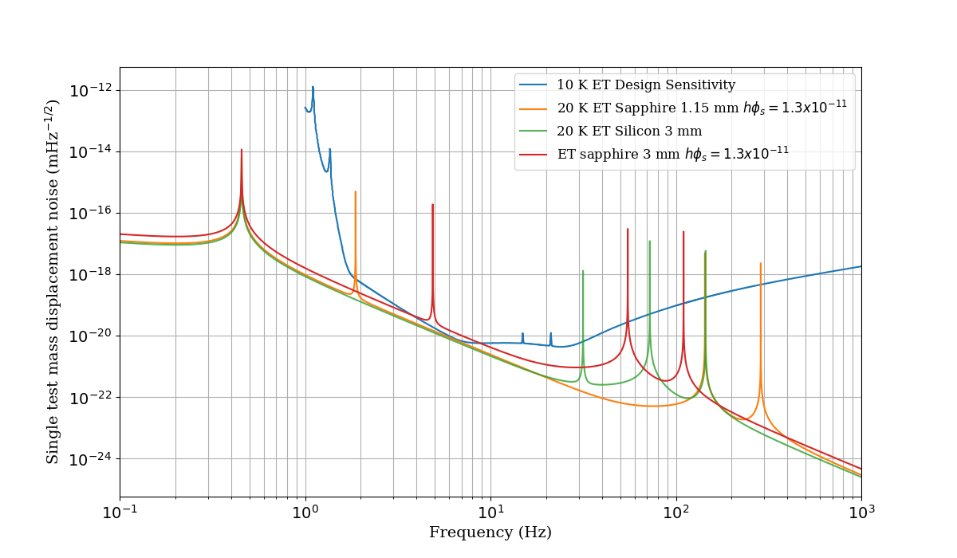 10 K ET Design Sensitivity
20 K ET Sapphire 1.15 mm hϕₛ = 1.3x10⁻¹¹
20 K ET Silicon 3 mm
ET sapphire 3 mm hϕₛ = 1.3x10⁻¹¹
Single test mass displacement noise (mHz⁻¹/²)
10⁻¹²
10⁻¹⁴
10⁻¹⁶
10⁻¹⁸
10⁻²⁰
10⁻²²
10⁻²⁴
10⁻¹ 10⁰ 10¹ 10² 10³
Frequency (Hz)